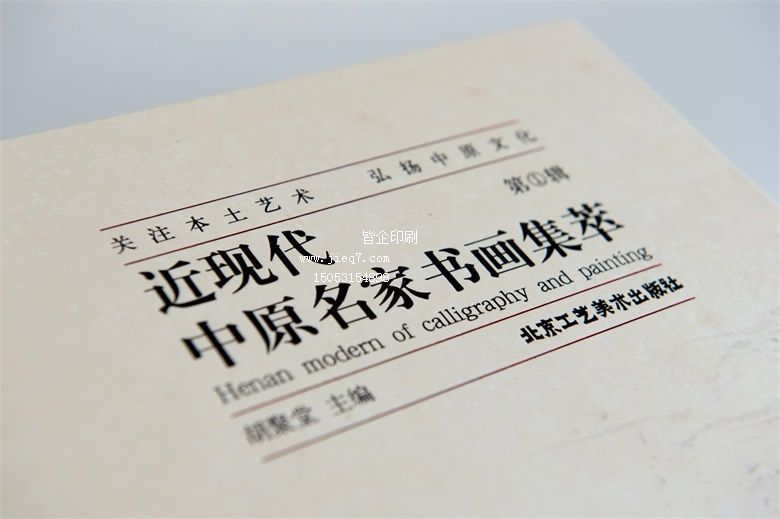 关注本土艺术 弘扬中原文化
第①辑
近现代
中原名家书画集萃
Henan modern of calligraphy and painting
北京工艺美术出版社
胡聚堂 主编
皆企印刷
www.jieq7.com